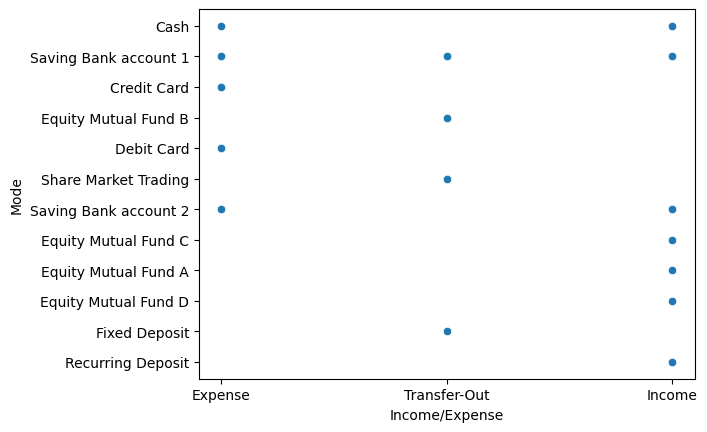 Cash
Saving Bank account 1
Credit Card
Equity Mutual Fund B
Debit Card
Share Market Trading
Saving Bank account 2
Equity Mutual Fund C
Equity Mutual Fund A
Equity Mutual Fund D
Fixed Deposit
Recurring Deposit
Mode
Expense Transfer-Out Income
Income/Expense